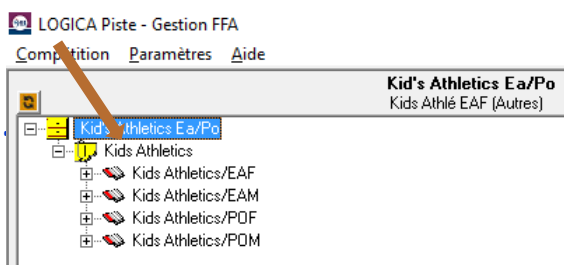 LOGICA Piste - Gestion FFA
Compétition Paramètres Aide
Kid's Athletics Ea/Po
Kids Athlé EAF (Autres)
Kid's Athletics Ea/Po
Kids Athletics
Kids Athletics/EAF
Kids Athletics/EAM
Kids Athletics/POF
Kids Athletics/POM